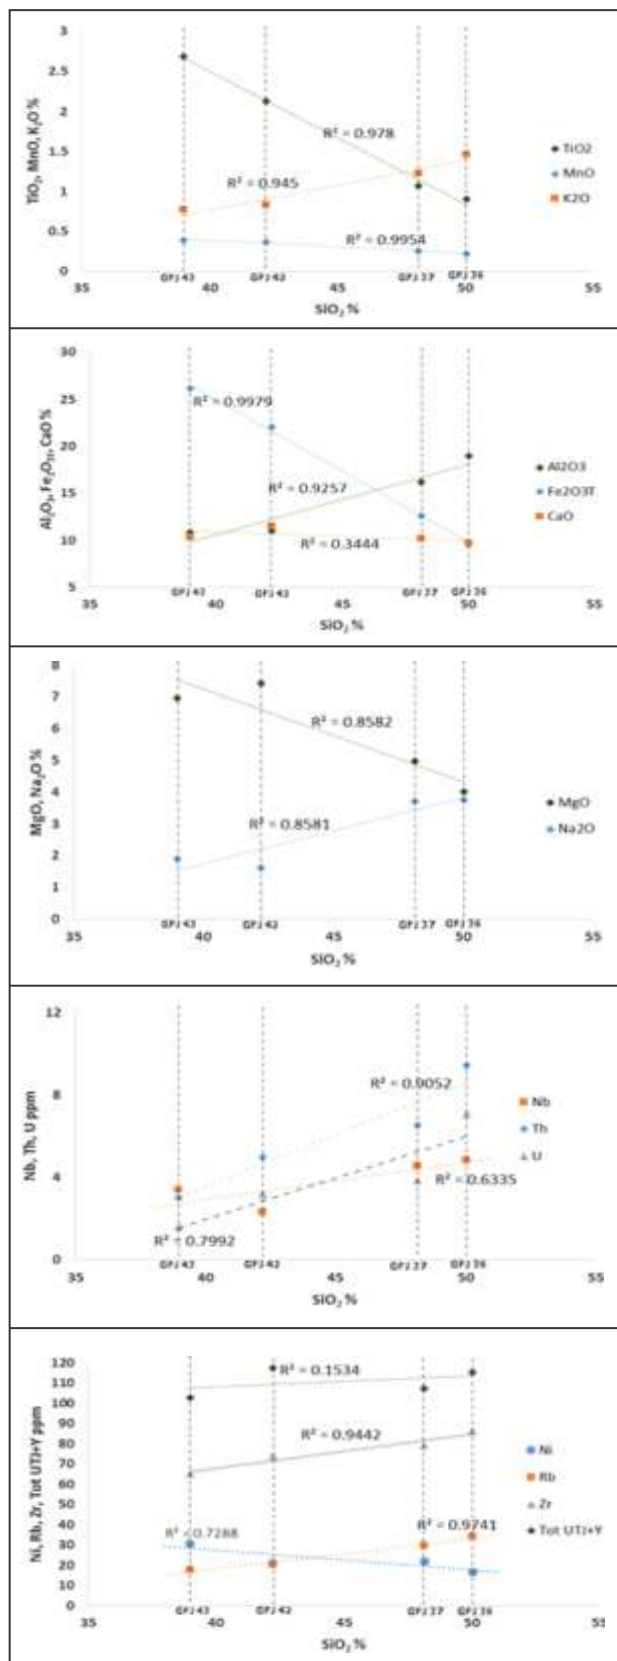 TiO2, MnO, K2O %
3
2.5
2
1.5
1
0.5
0
R² = 0.978
R² = 0.945
R² = 0.9954
TiO2
MnO
K2O
GPJ 43
GPJ 42
GPJ 37
GPJ 36
35
40
45
50
55
SiO2 %
Al2O3, Fe2O3T, CaO %
30
25
20
15
10
5
R² = 0.9979
R² = 0.9257
R² = 0.3444
Al2O3
Fe2O3T
CaO
GPJ 43
GPJ 42
GPJ 37
GPJ 36
35
40
45
50
55
SiO2 %
MgO, Na2O %
8
7
6
5
4
3
2
1
0
R² = 0.8582
R² = 0.8581
MgO
Na2O
GPJ 43
GPJ 42
GPJ 37
GPJ 36
35
40
45
50
55
SiO2 %
Nb, Th, U ppm
12
8
4
0
R² = 0.9052
R² = 0.6335
R² = 0.7992
Nb
Th
U
GPJ 43
GPJ 42
GPJ 37
GPJ 36
35
40
45
50
55
SiO2 %
Ni, Rb, Zr, Tot UTJ+Y ppm
120
110
100
90
80
70
60
50
40
30
20
10
0
R² = 0.1534
R² = 0.9442
R² = 0.7288
R² = 0.9741
Ni
Rb
Zr
Tot UTJ+Y
GPJ 43
GPJ 42
GPJ 37
GPJ 36
35
40
45
50
55
SiO2 %